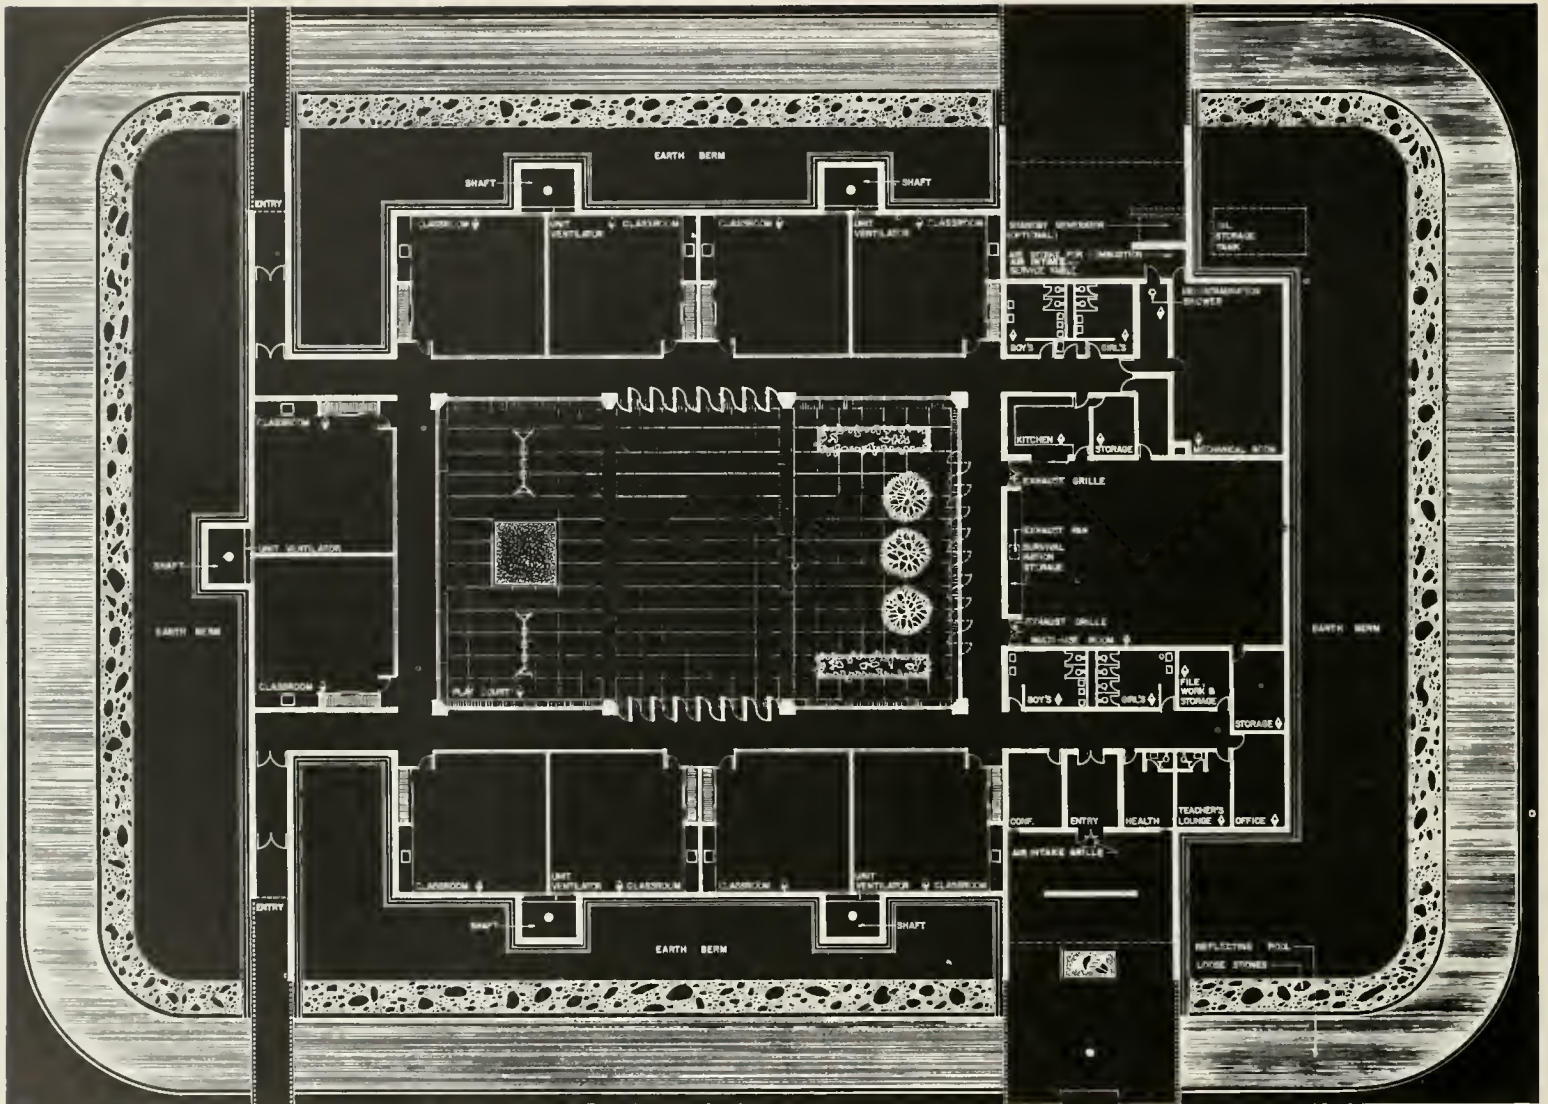 EARTH BERM
SHAFT
SHAFT
ENTRY
CLASSROOM
UNIT
VENTILATOR
CLASSROOM
CLASSROOM
UNIT
VENTILATOR
CLASSROOM
STANDBY GENERATOR
(OPTIONAL)
OIL
STORAGE
TANK
AIR INTAKE
DECONTAMINATION
SHOWER
BOY'S
GIRL'S
CLASSROOM
KITCHEN
STORAGE
MECHANICAL ROOM
EXHAUST GRILLE
EXHAUST FAN
SURVIVAL
RATION
STORAGE
UNIT VENTILATOR
SHAFT
EARTH BERM
EXHAUST GRILLE
MULTI-USE ROOM
EARTH BERM
CLASSROOM
PLAY COURT
BOY'S
GIRL'S
FILE,
WORK &
STORAGE
STORAGE
CONF.
ENTRY
HEALTH
TEACHER'S
LOUNGE
OFFICE
AIR INTAKE GRILLE
CLASSROOM
UNIT
VENTILATOR
CLASSROOM
CLASSROOM
UNIT
VENTILATOR
CLASSROOM
ENTRY
SHAFT
SHAFT
EARTH BERM
REFLECTING POOL
LOOSE STONES